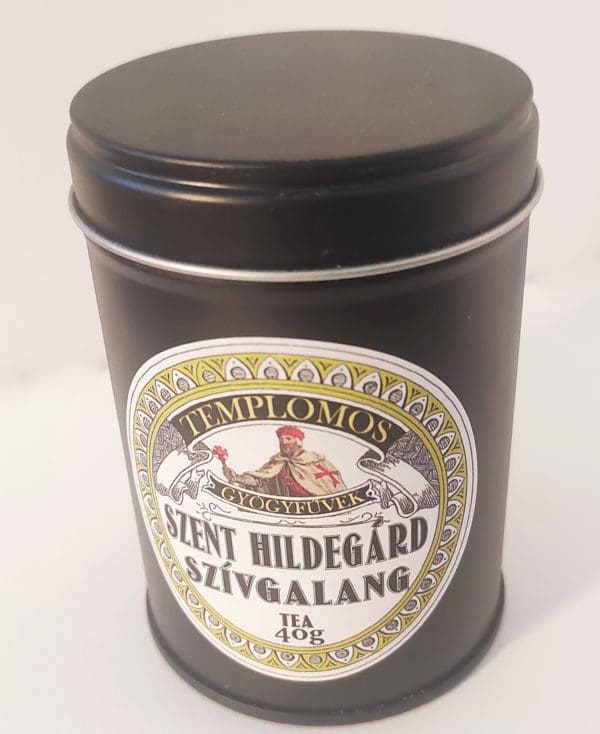 TEMPLOMOS
GYÓGYFÜVEK
SZENT HILDEGÁRD
SZÍVGALANG
TEA
40g